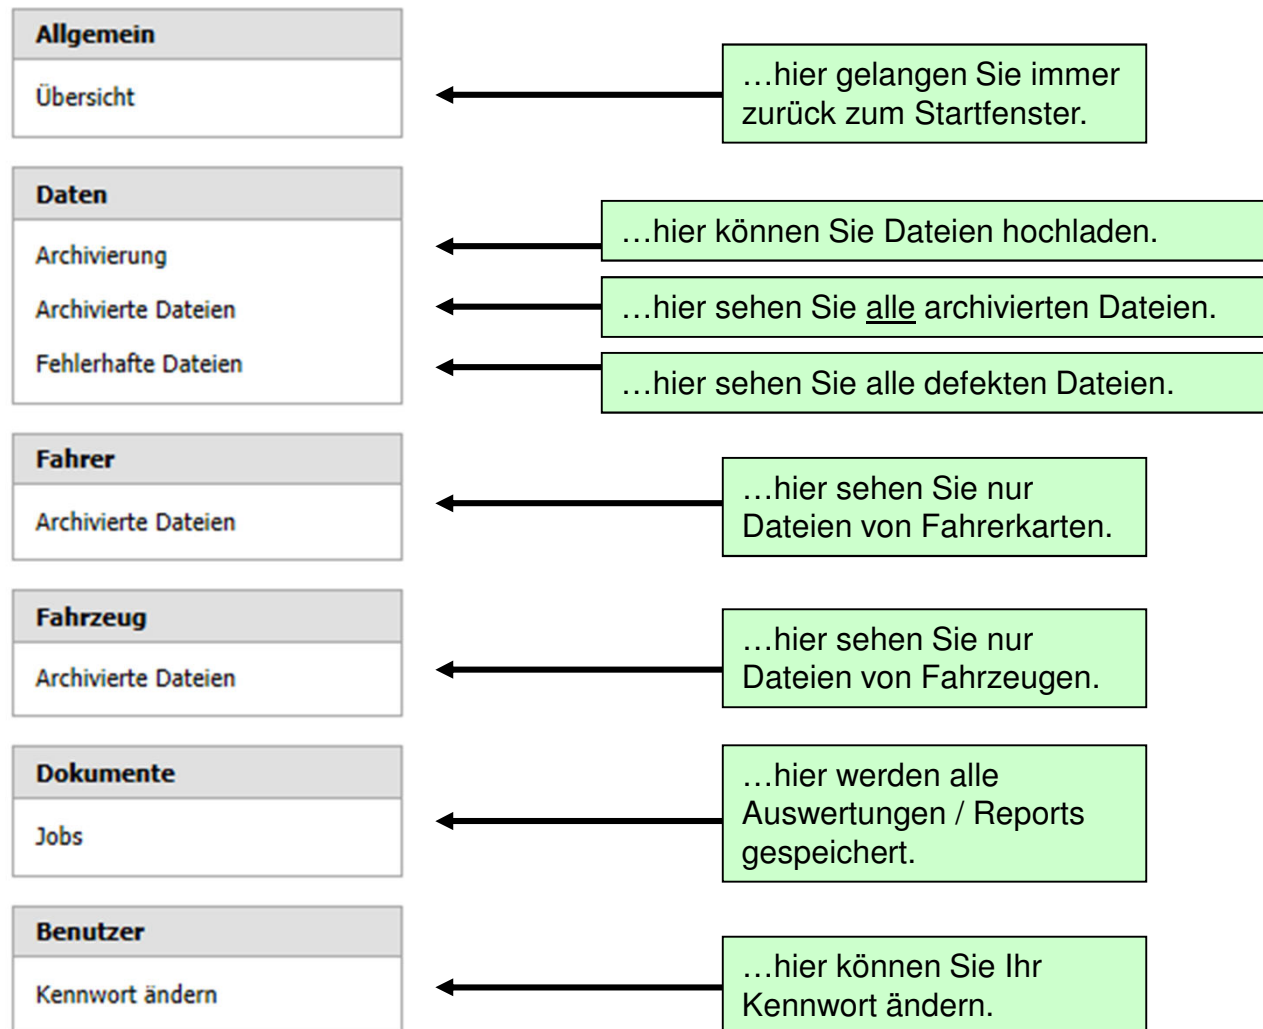 Allgemein
Übersicht
…hier gelangen Sie immer
zurück zum Startfenster.
Daten
Archivierung
…hier können Sie Dateien hochladen.
Archivierte Dateien
…hier sehen Sie alle archivierten Dateien.
Fehlerhafte Dateien
…hier sehen Sie alle defekten Dateien.
Fahrer
Archivierte Dateien
…hier sehen Sie nur
Dateien von Fahrerkarten.
Fahrzeug
Archivierte Dateien
…hier sehen Sie nur
Dateien von Fahrzeugen.
Dokumente
Jobs
…hier werden alle
Auswertungen / Reports
gespeichert.
Benutzer
Kennwort ändern
…hier können Sie Ihr
Kennwort ändern.